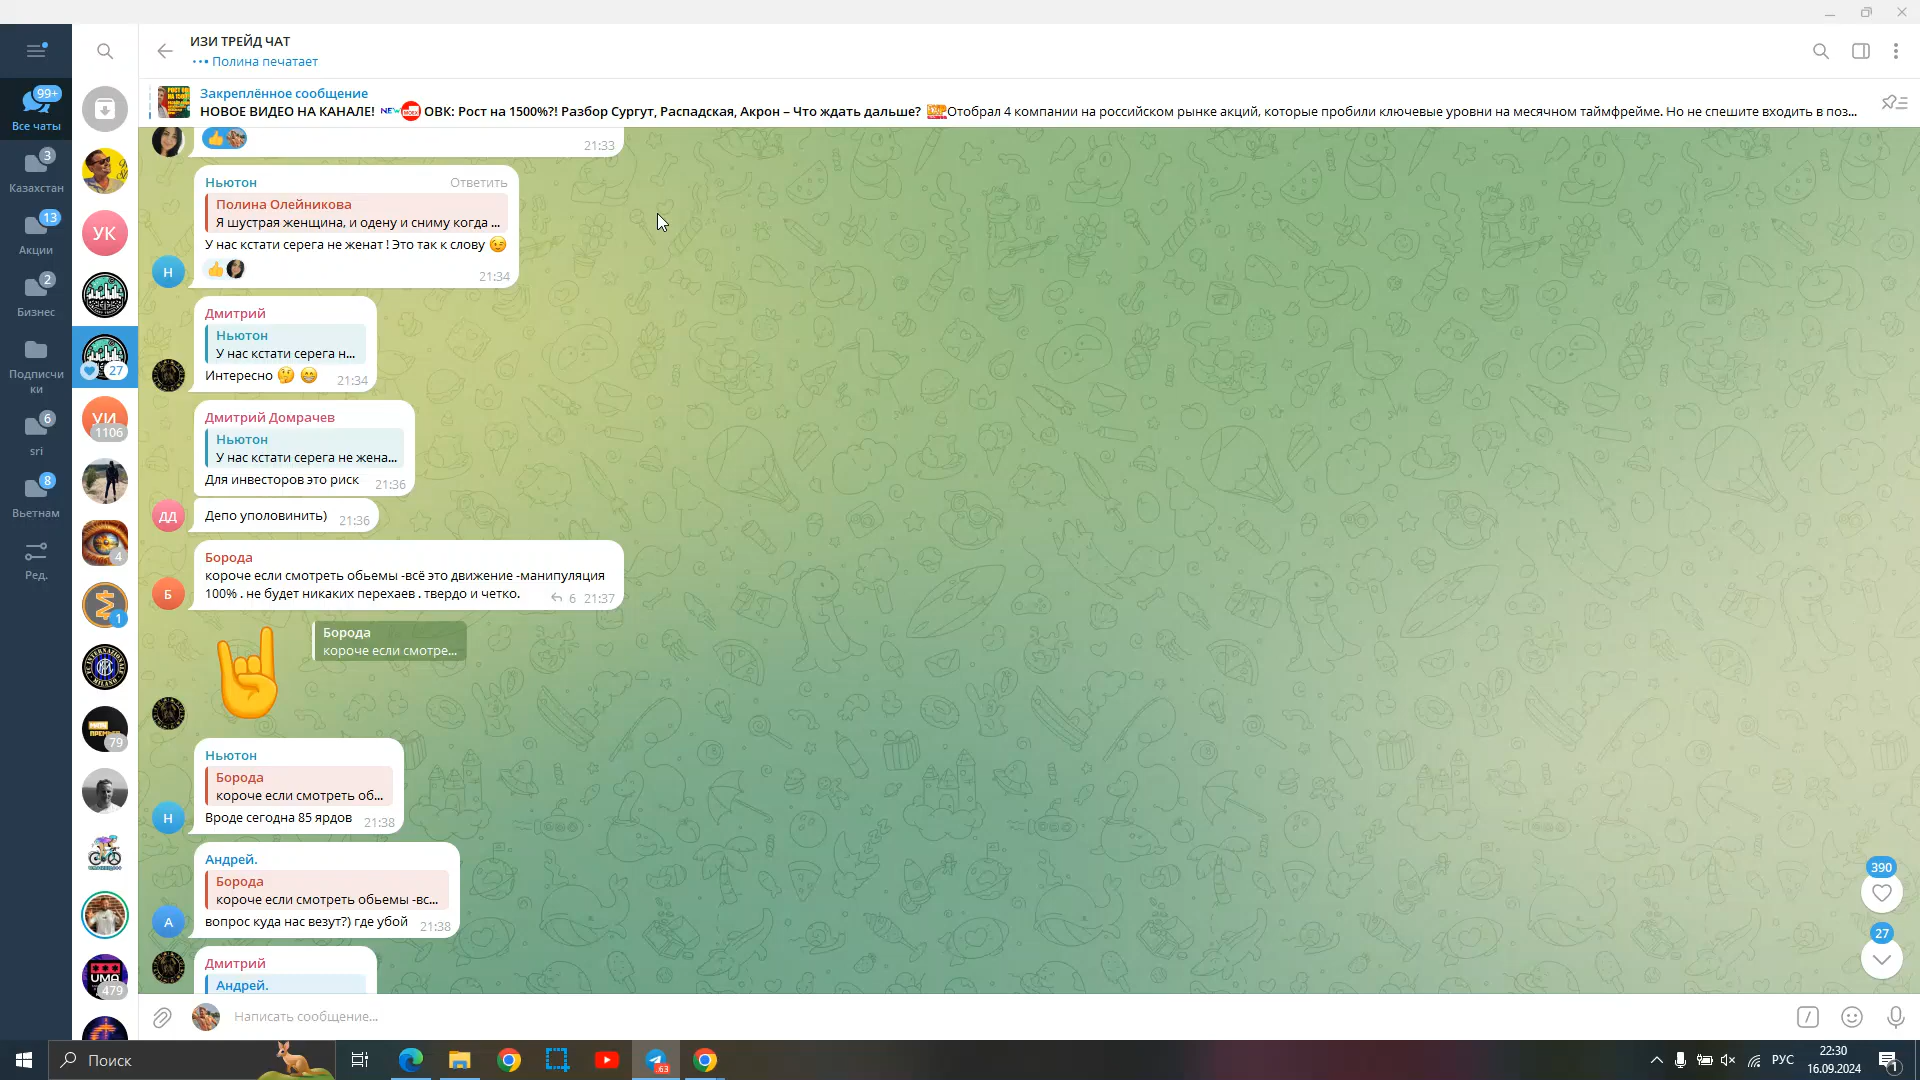 ИЗИ ТРЕЙД ЧАТ
Полина печатает
Закреплённое сообщение
НОВОЕ ВИДЕО НА КАНАЛЕ! NEW ОВК: Рост на 1500%?! Разбор Сургут, Распадская, Акрон – Что ждать дальше? Отобрал 4 компании на российском рынке акций, которые пробили ключевые уровни на месячном таймфрейме. Но не спешите входить в поз...
99+
Все чаты
3
Казахстан
13
Акции
2
Бизнес
Подписчи
ки
6
sri
8
Вьетнам
Ред.
УК
27
УИ
1106
4
1
79
UMA
479
21:33
Ньютон
Ответить
Полина Олейникова
Я шустрая женщина, и одену и сниму когда ...
У нас кстати серега не женат ! Это так к слову
21:34
Н
Дмитрий
Ньютон
У нас кстати серега н...
Интересно
21:34
Дмитрий Домрачев
Ньютон
У нас кстати серега не жена...
Для инвесторов это риск
21:36
Депо уполовинить)
21:36
ДД
Борода
короче если смотреть обьемы -всё это движение -манипуляция
100% . не будет никаких перехаев . твердо и четко.
6 21:37
Б
Борода
короче если смотре...
Ньютон
Борода
короче если смотреть об...
Вроде сегодня 85 ярдов
21:38
Н
Андрей.
Борода
короче если смотреть обьемы -вс...
вопрос куда нас везут?) где убой
21:38
А
Дмитрий
Андрей.
390
27
Написать сообщение...
Поиск
63
РУС
22:30
16.09.2024
1